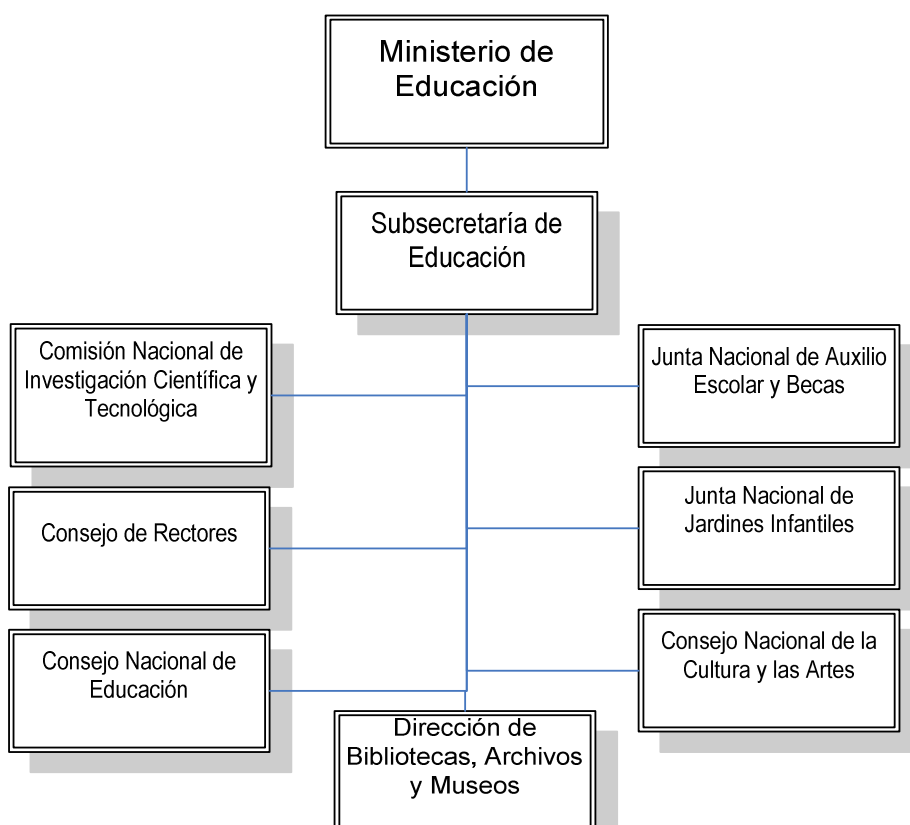 Ministerio de
Educación
Subsecretaría de
Educación
Comisión Nacional de
Investigación Científica y
Tecnológica
Junta Nacional de Auxilio
Escolar y Becas
Consejo de Rectores
Junta Nacional de
Jardines Infantiles
Consejo Nacional de
Educación
Consejo Nacional de la
Cultura y las Artes
Dirección de
Bibliotecas, Archivos
y Museos